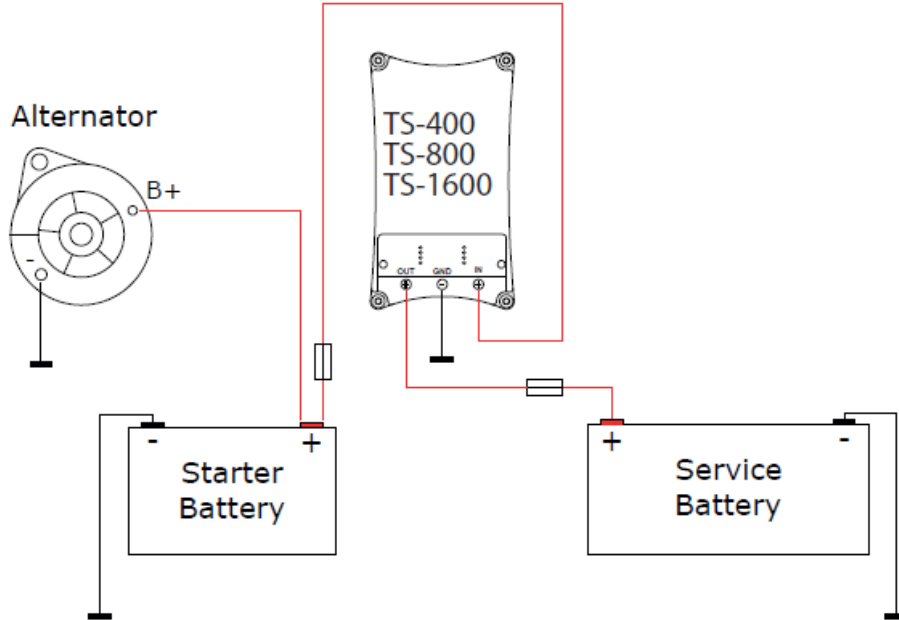 Alternator
B+
-
TS-400
TS-800
TS-1600
OUT GND IN
+ - +
- +
Starter
Battery
+ -
Service
Battery